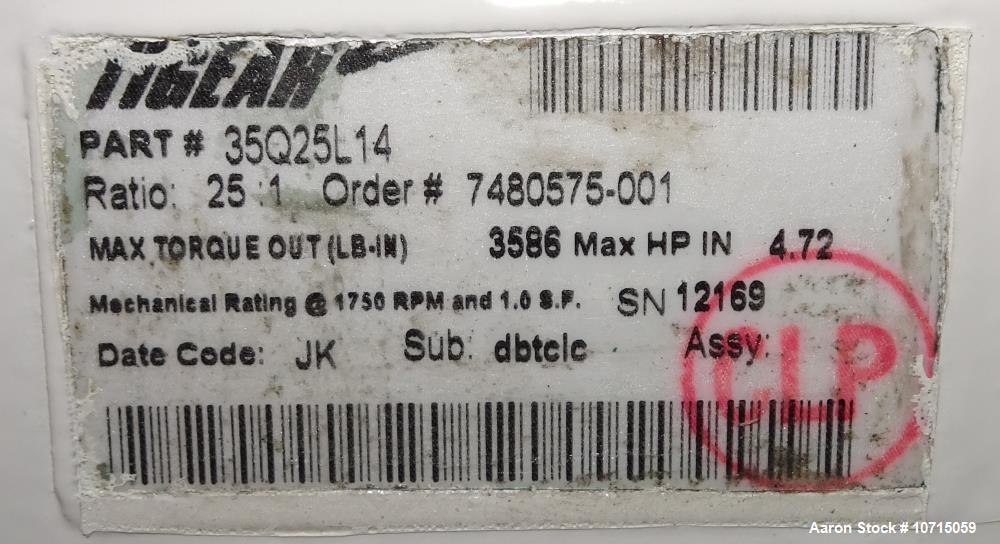 TIGEAR
PART # 35Q25L14
Ratio: 25 :1 Order # 7480575-001
MAX TORQUE OUT (LB-IN) 3586 Max HP IN 4.72
Mechanical Rating @ 1750 RPM and 1.0 S.F. SN 12169
Date Code: JK Sub: dbtclc Assy:
CLP
Aaron Stock # 10715059